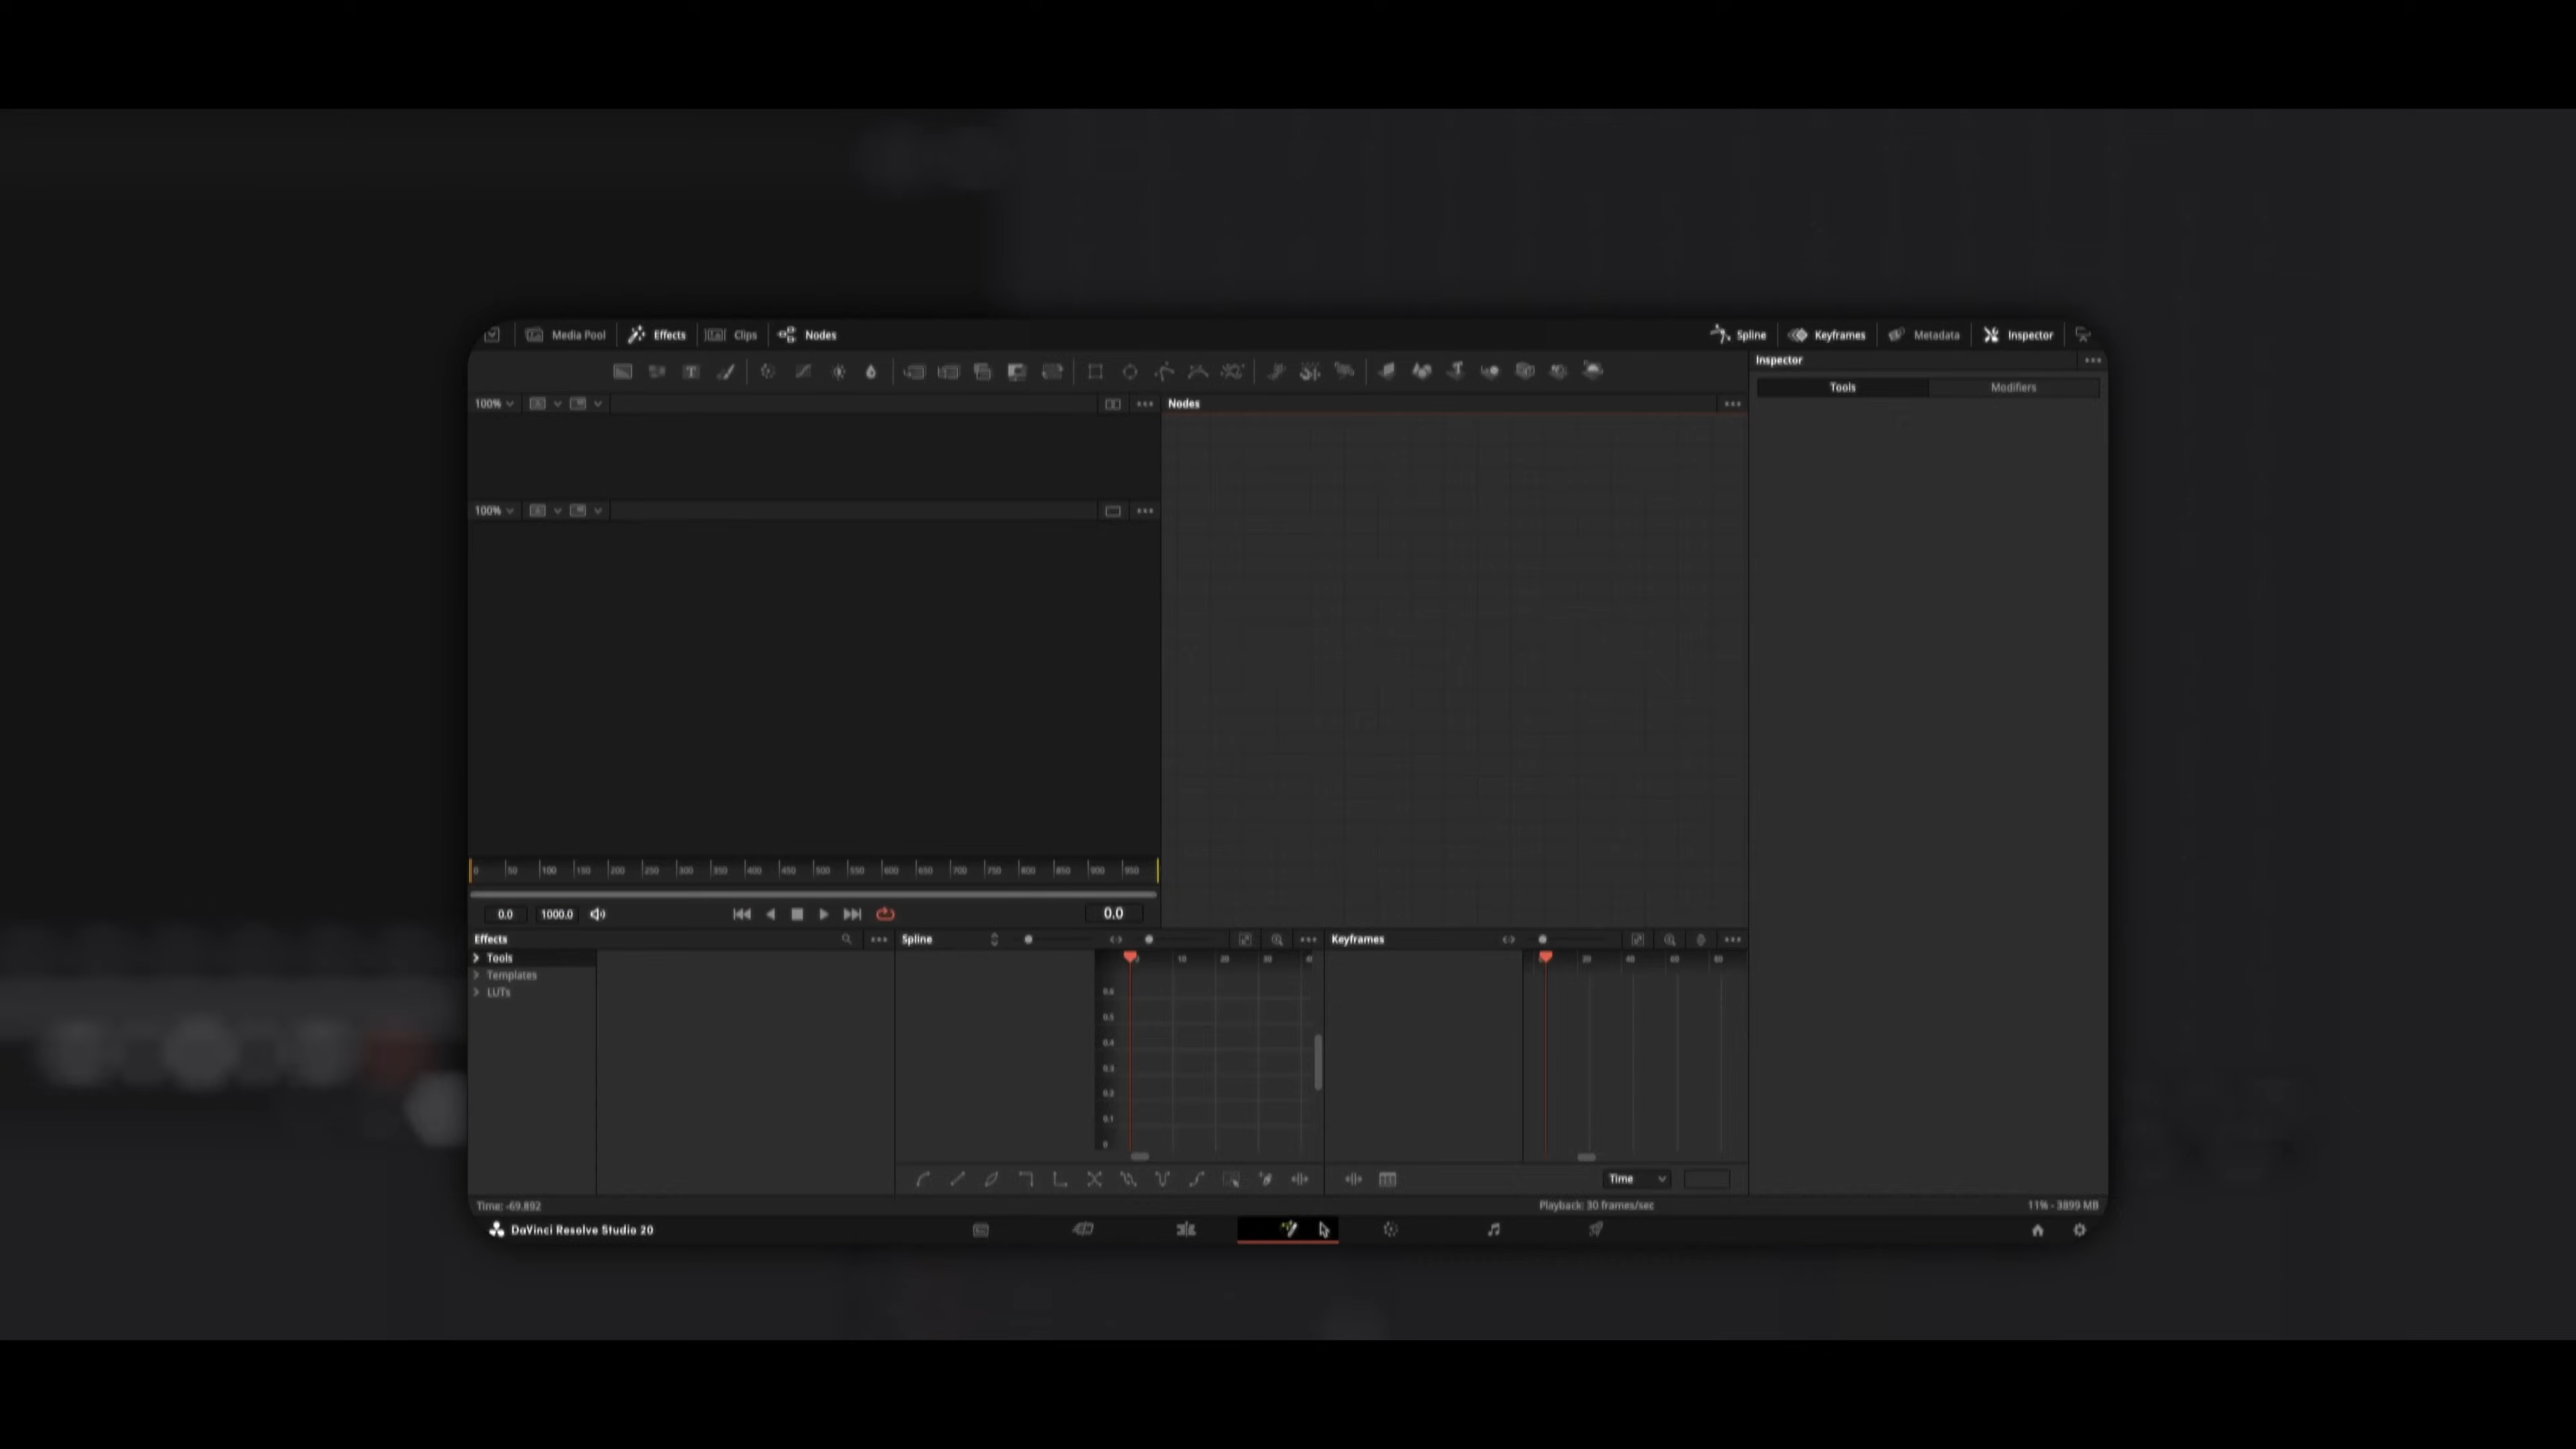 Media Pool Effects Clips Nodes Spline Keyframes Metadata Inspector
Inspector
Tools Modifiers
100% Nodes
100%
0 50 100 150 200 250 300 350 400 450 500 550 600 650 700 750 800 850 900 950
0.0 1000.0 0.0
Effects Spline Keyframes
Tools
Templates
LUTs
10 20 30
20 40 60 80
0.6
0.5
0.4
0.3
0.2
0.1
0
Time
Time: -69.892 Playback: 30 frames/sec 11% - 3899 MB
DaVinci Resolve Studio 20